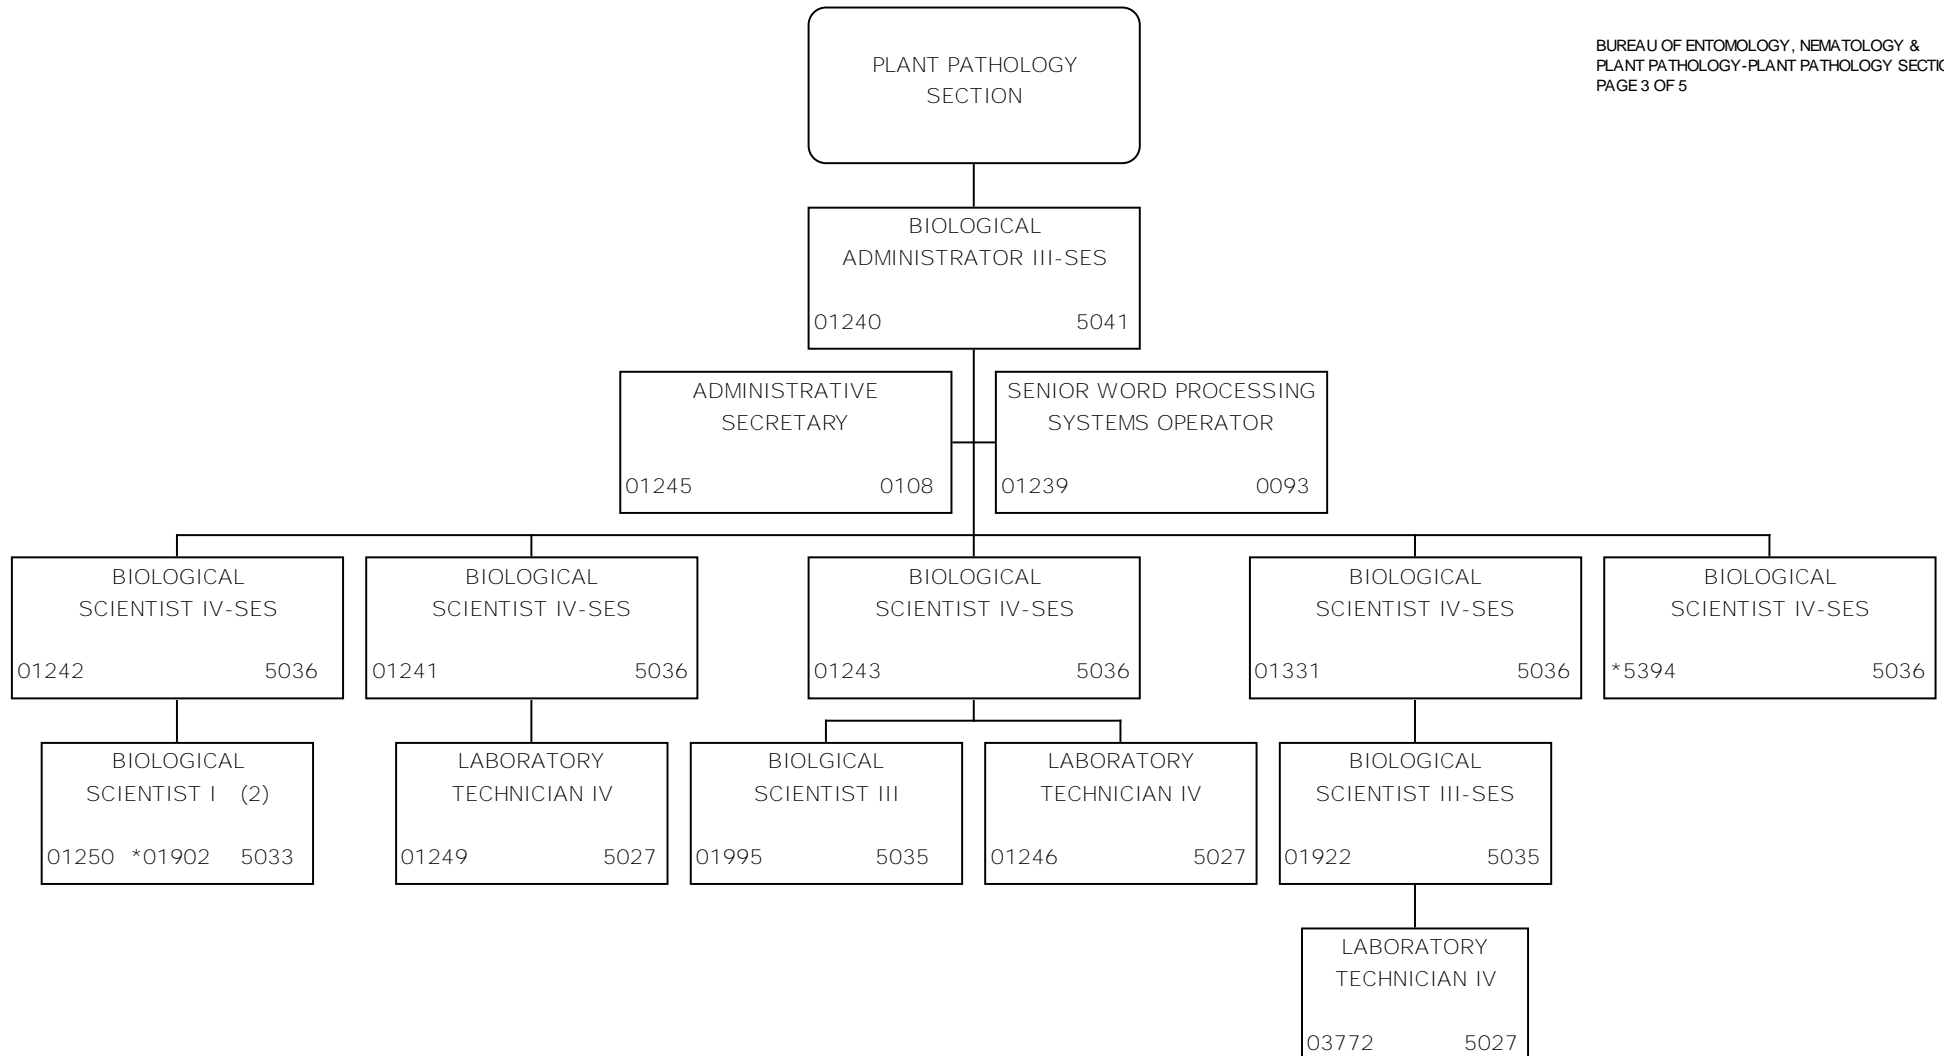 PLANT PATHOLOGY
SECTION
BUREAU OF ENTOMOLOGY, NEMATOLOGY &
PLANT PATHOLOGY-PLANT PATHOLOGY SECTIO
PAGE 3 OF 5
BIOLOGICAL
ADMINISTRATOR III-SES
01240 5041
ADMINISTRATIVE
SECRETARY
01245 0108
SENIOR WORD PROCESSING
SYSTEMS OPERATOR
01239 0093
BIOLOGICAL
SCIENTIST IV-SES
01242 5036
BIOLOGICAL
SCIENTIST IV-SES
01241 5036
BIOLOGICAL
SCIENTIST IV-SES
01243 5036
BIOLOGICAL
SCIENTIST IV-SES
01331 5036
BIOLOGICAL
SCIENTIST IV-SES
*5394 5036
BIOLOGICAL
SCIENTIST I (2)
01250 *01902 5033
LABORATORY
TECHNICIAN IV
01249 5027
BIOLGICAL
SCIENTIST III
01995 5035
LABORATORY
TECHNICIAN IV
01246 5027
BIOLOGICAL
SCIENTIST III-SES
01922 5035
LABORATORY
TECHNICIAN IV
03772 5027